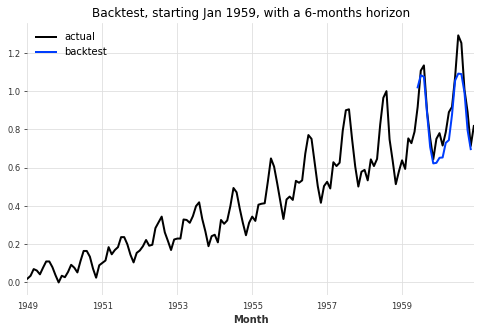 Backtest, starting Jan 1959, with a 6-months horizon
actual
backtest
1.2
1.0
0.8
0.6
0.4
0.2
0.0
1949 1951 1953 1955 1957 1959
Month